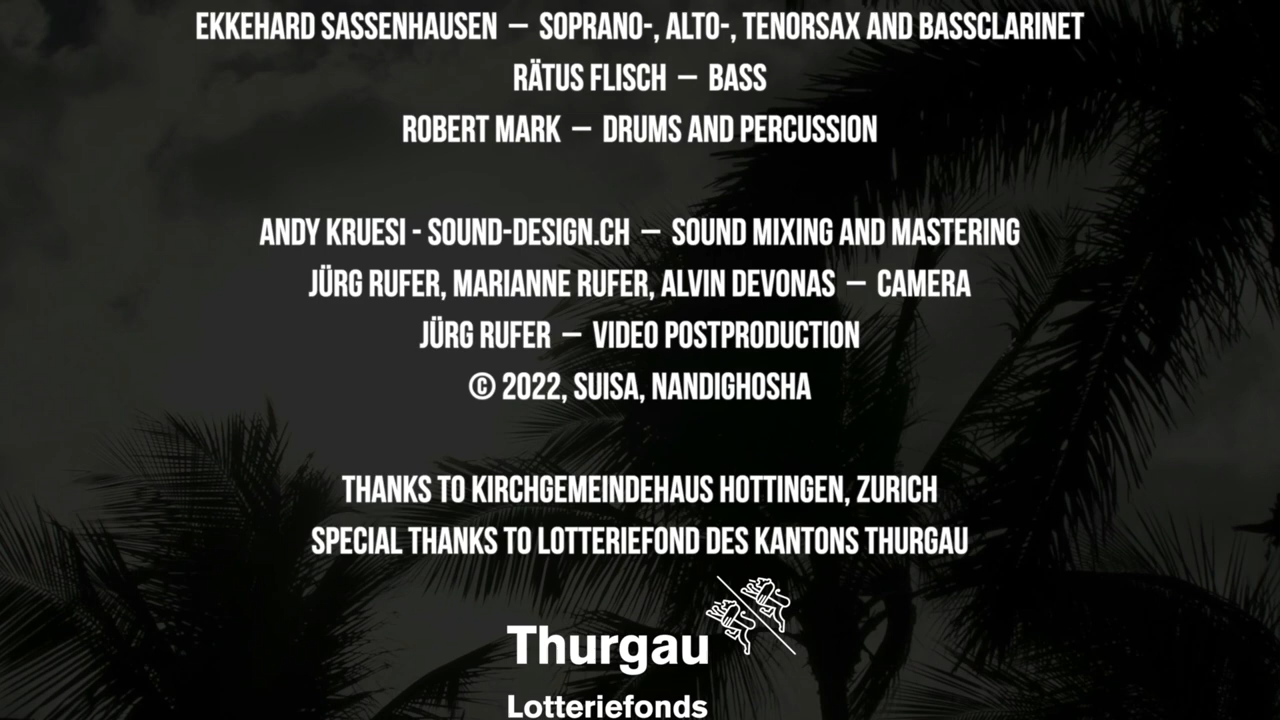 EKKEHARD SASSENHAUSEN – SOPRANO-, ALTO-, TENORSAX AND BASSCLARINET
RÄTUS FLISCH – BASS
ROBERT MARK – DRUMS AND PERCUSSION
ANDY KRUESI - SOUND-DESIGN.CH – SOUND MIXING AND MASTERING
JÜRG RUFER, MARIANNE RUFER, ALVIN DEVONAS – CAMERA
JÜRG RUFER – VIDEO POSTPRODUCTION
© 2022, SUISA, NANDIGHOSHA
THANKS TO KIRCHGEMEINDEHAUS HOTTINGEN, ZURICH
SPECIAL THANKS TO LOTTERIEFOND DES KANTONS THURGAU
Thurgau
Lotteriefonds